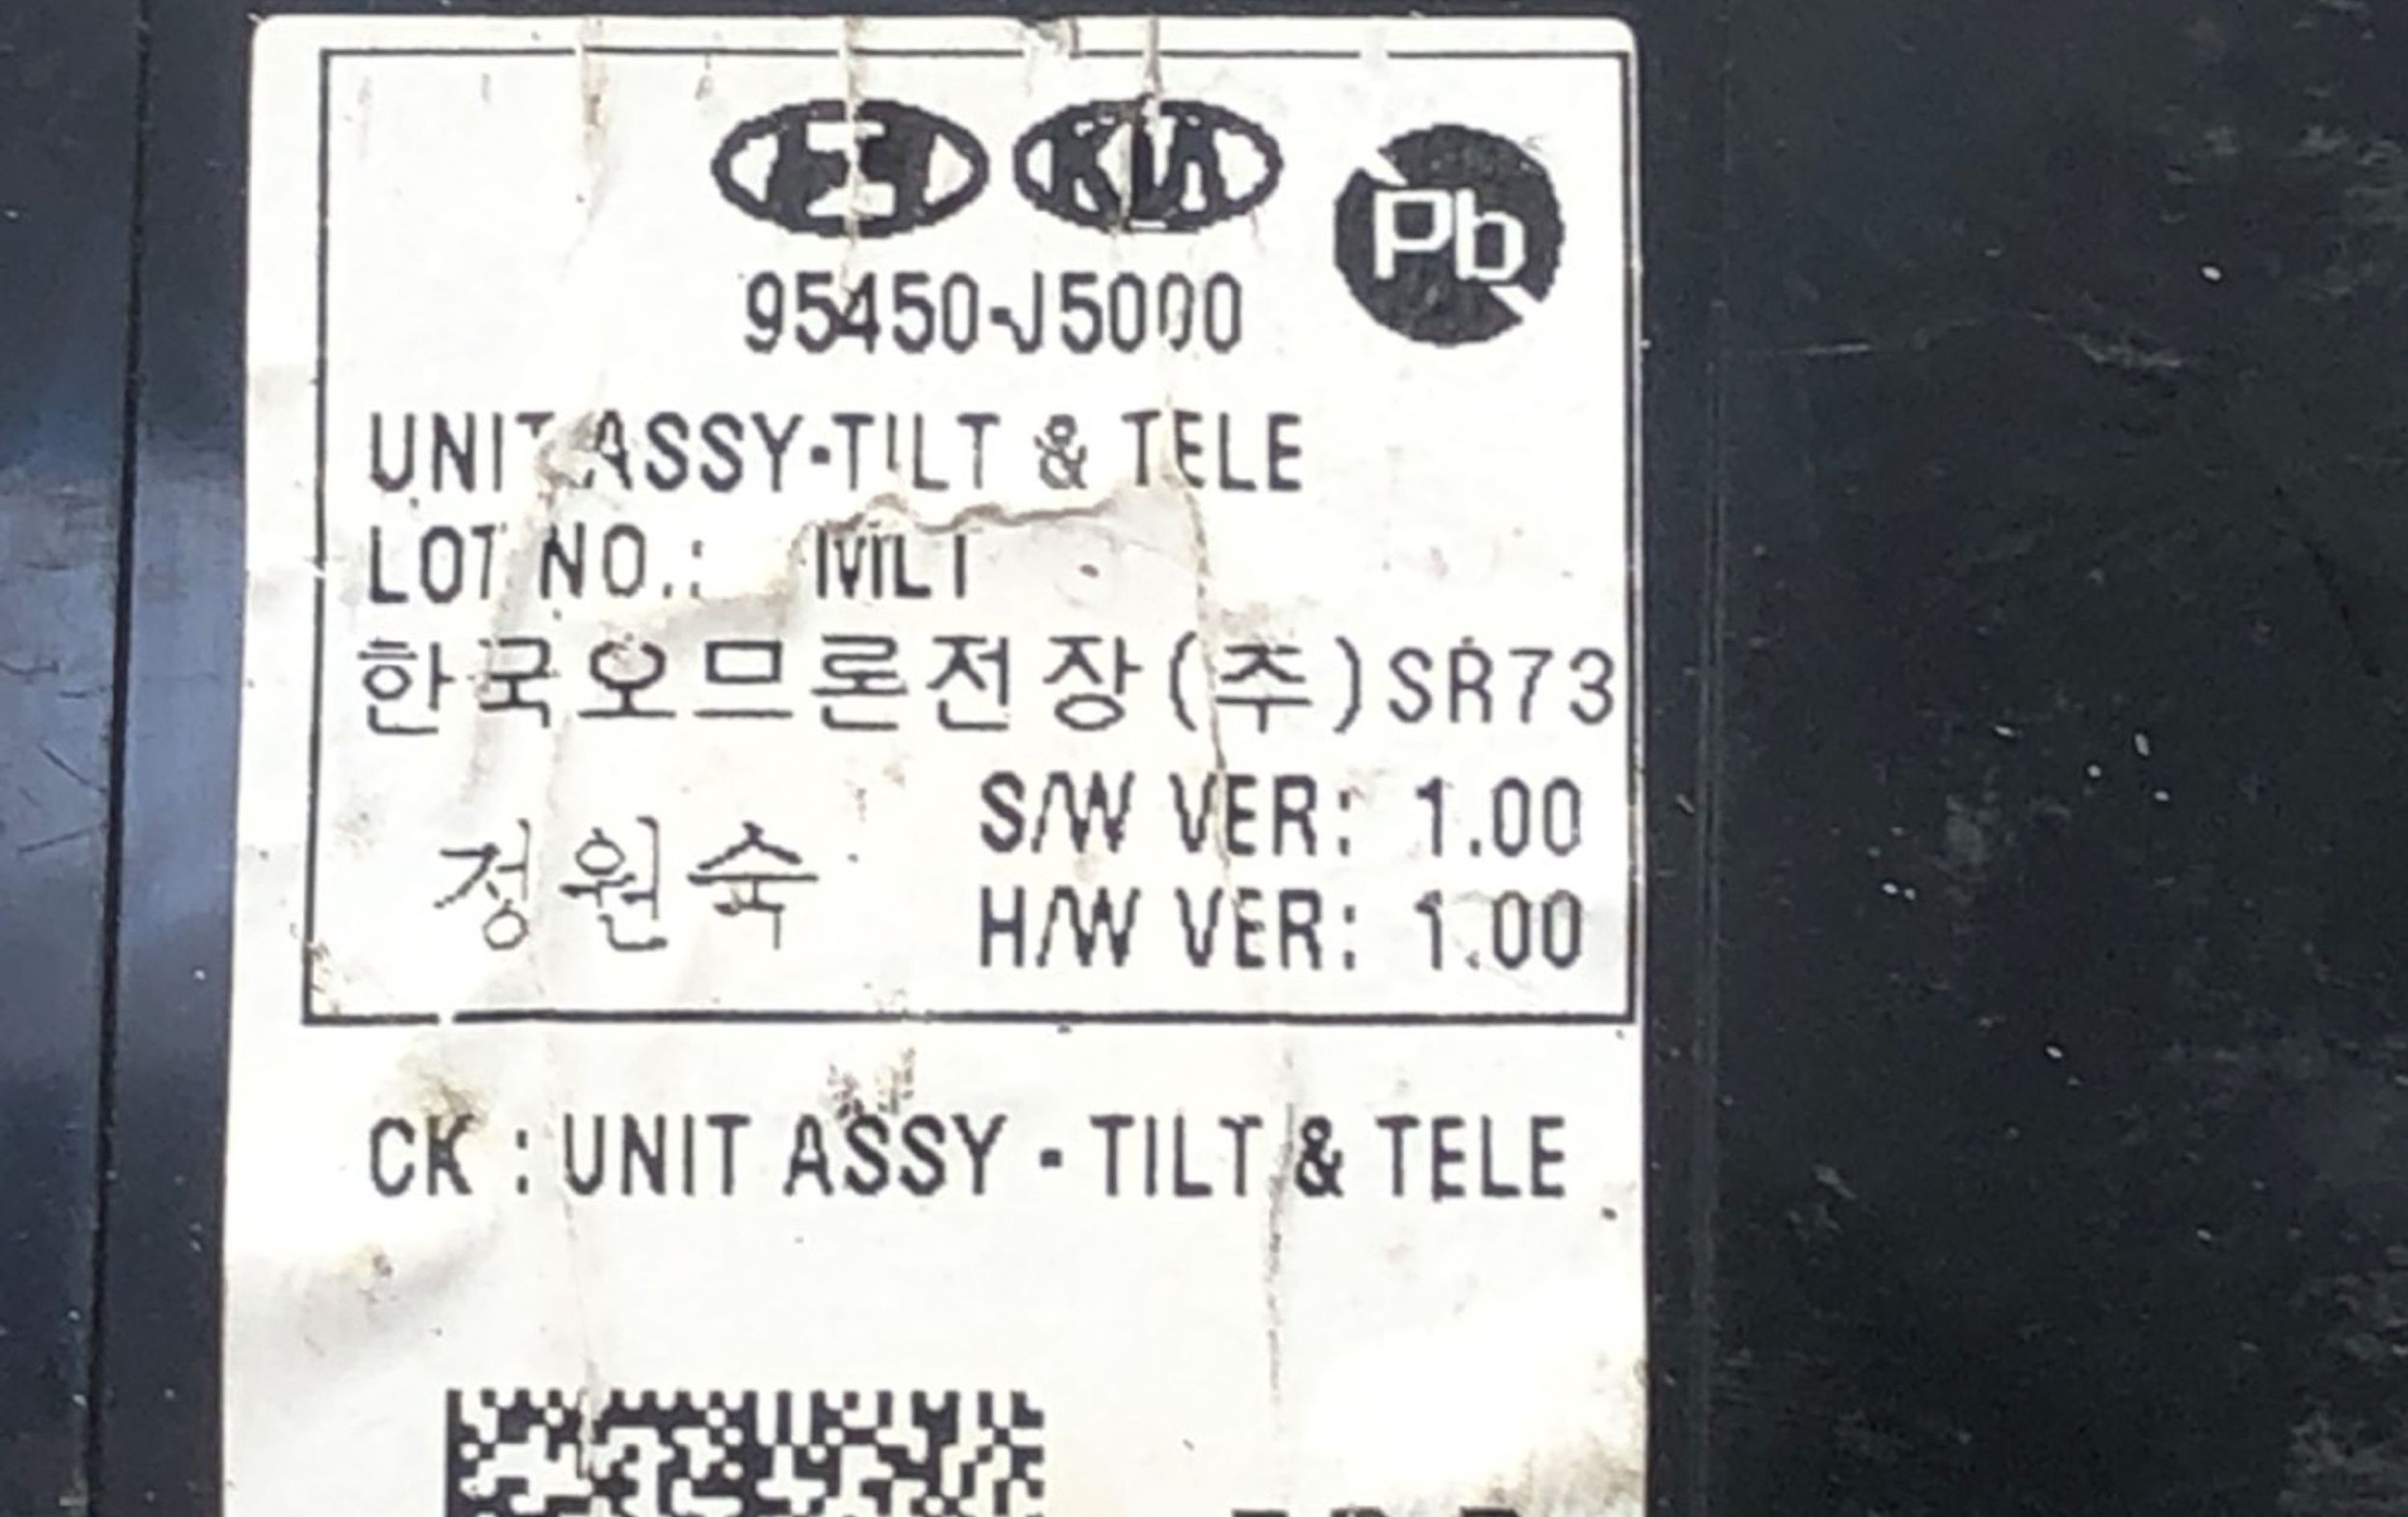 KIA
Pb
95450-J5000
UNIT ASSY-TILT & TELE
LOT NO.: MLT
한국오므론전장(주)SR73
S/W VER: 1.00
정원숙
H/W VER: 1.00
CK : UNIT ASSY - TILT & TELE